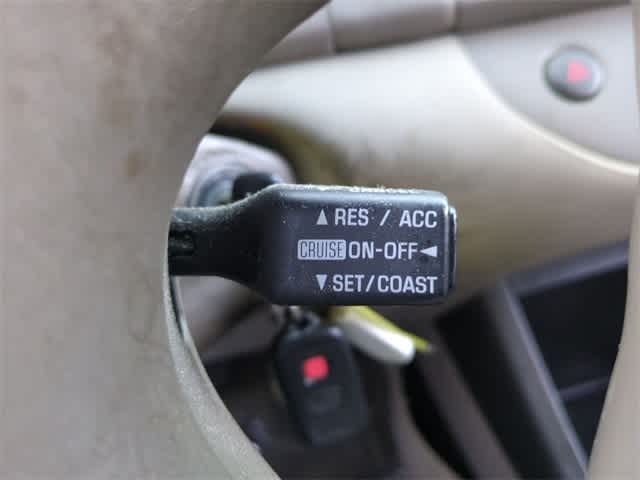 ▲ RES / ACC
CRUISE ON-OFF ◄
▼ SET/COAST